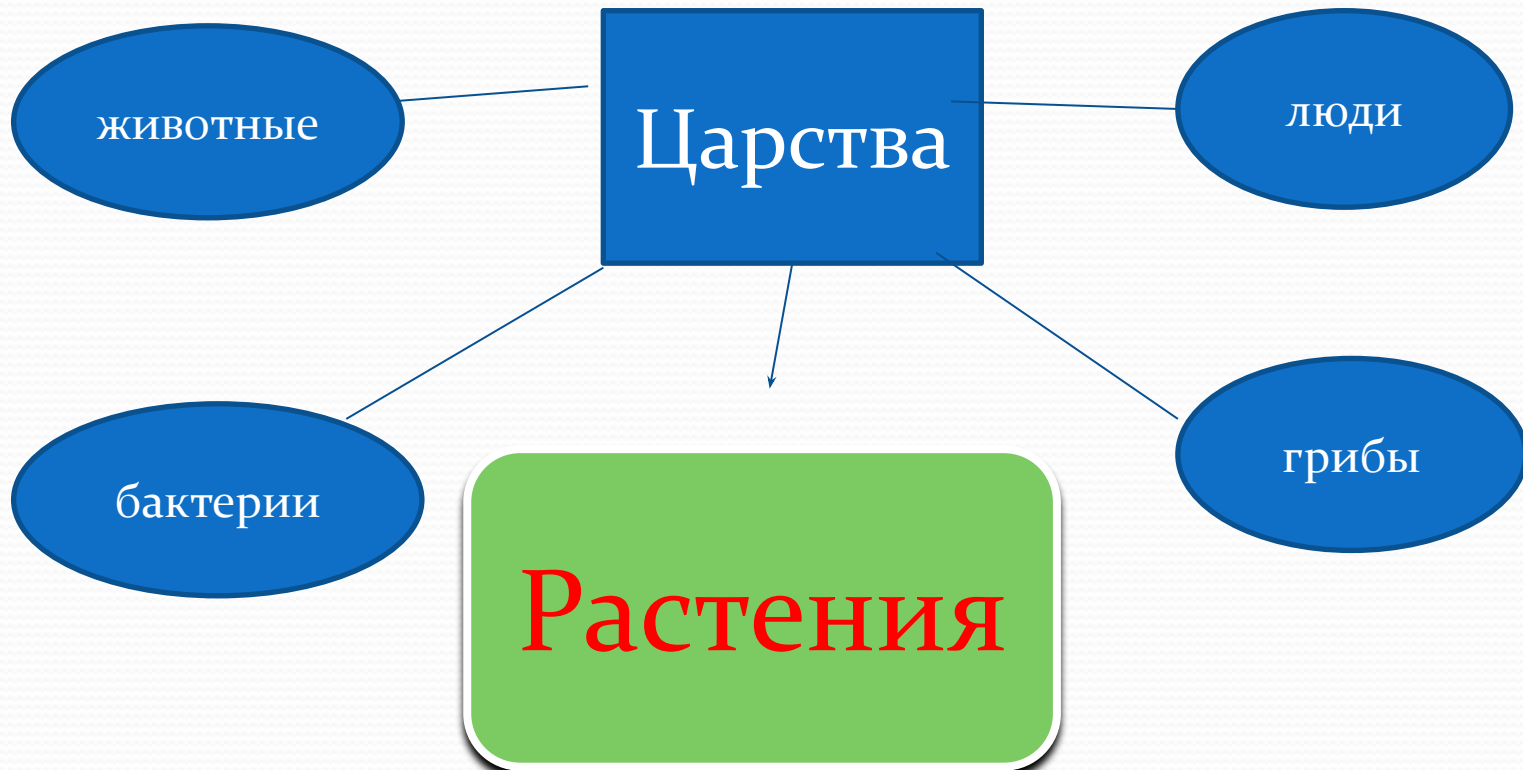 животные
Царства
люди
бактерии
грибы
Растения